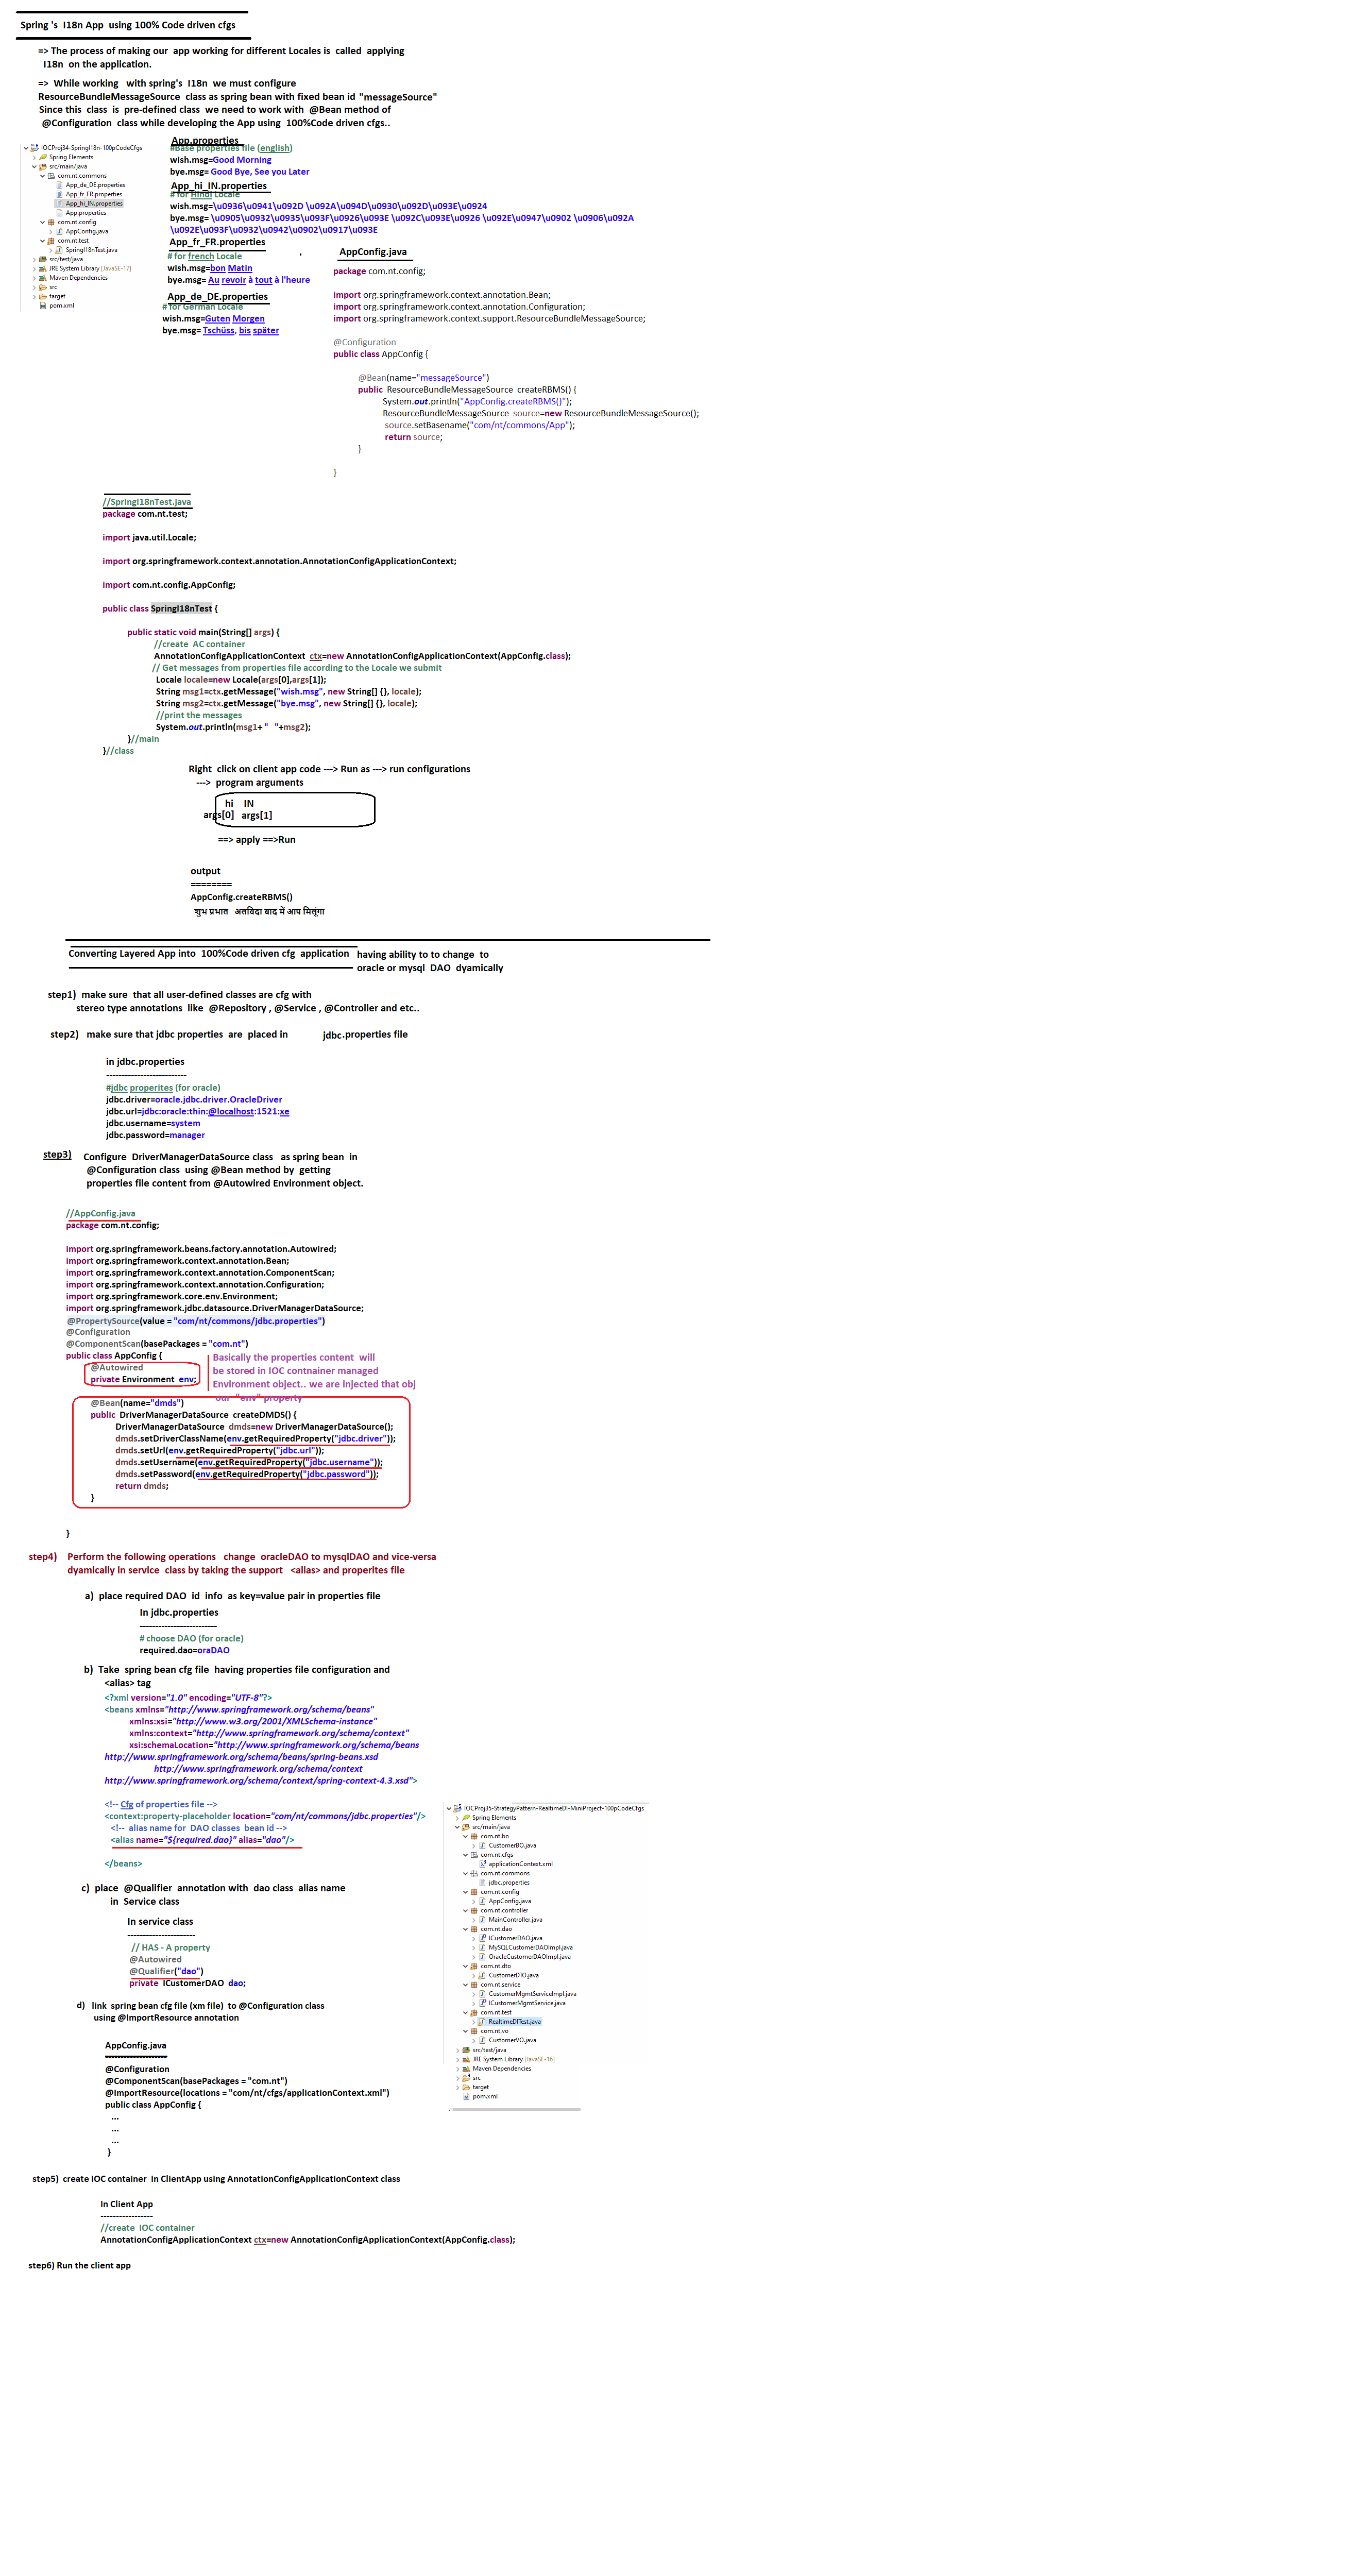 Spring 's  I18n App  using 100% Code driven cfgs
=> The process of making our  app working for different Locales is  called  applying
I18n  on the application.
=>  While working   with spring's  I18n  we must configure
ResourceBundleMessageSource  class as spring bean with fixed bean id  "messageSource"
Since this  class  is  pre-defined class  we need to work with  @Bean method of
@Configuration  class while developing the App using  100%Code driven cfgs..
IOCProj34-SpringI18n-100pCodeCfgs
Spring Elements
src/main/java
com.nt.commons
App_de_DE.properties
App_fr_FR.properties
App_hi_IN.properties
App.properties
com.nt.config
AppConfig.java
com.nt.test
SpringI18nTest.java
src/test/java
JRE System Library [JavaSE-17]
Maven Dependencies
src
target
pom.xml
App.properties
#Base properties file (english)
wish.msg=Good Morning
bye.msg= Good Bye, See you Later
App_hi_IN.properties
# for Hindi Locale
wish.msg=\u0936\u0941\u092D \u092A\u094D\u0930\u092D\u093E\u0924
bye.msg= \u0905\u0932\u0935\u093F\u0926\u093E \u092C\u093E\u0926 \u092E\u0947\u0902 \u0906\u092A
\u092E\u093F\u0932\u0942\u0902\u0917\u093E
App_fr_FR.properties
# for french Locale
wish.msg=bon Matin
bye.msg= Au revoir à tout à l'heure
App_de_DE.properties
# for German Locale
wish.msg=Guten Morgen
bye.msg= Tschüss, bis später
AppConfig.java
package com.nt.config;
import org.springframework.context.annotation.Bean;
import org.springframework.context.annotation.Configuration;
import org.springframework.context.support.ResourceBundleMessageSource;
@Configuration
public class AppConfig {
@Bean(name="messageSource")
public  ResourceBundleMessageSource  createRBMS() {
System.out.println("AppConfig.createRBMS()");
ResourceBundleMessageSource  source=new ResourceBundleMessageSource();
source.setBasename("com/nt/commons/App");
return source;
}
}
//SpringI18nTest.java
package com.nt.test;
import java.util.Locale;
import org.springframework.context.annotation.AnnotationConfigApplicationContext;
import com.nt.config.AppConfig;
public class SpringI18nTest {
public static void main(String[] args) {
//create  AC container
AnnotationConfigApplicationContext  ctx=new AnnotationConfigApplicationContext(AppConfig.class);
// Get messages from properties file according to the Locale we submit
Locale locale=new Locale(args[0],args[1]);
String msg1=ctx.getMessage("wish.msg", new String[] {}, locale);
String msg2=ctx.getMessage("bye.msg", new String[] {}, locale);
//print the messages
System.out.println(msg1+ "   "+msg2);
}//main
}//class
Right  click on client app code ---> Run as ---> run configurations
--->  program arguments
hi    IN
args[0]   args[1]
==> apply ==>Run
output
========
AppConfig.createRBMS()
शुभ प्रभात   अलविदा बाद में आप मिलूंगा
Converting Layered App into  100%Code driven cfg  application   having ability to to change  to
oracle or mysql  DAO  dyamically
step1)  make sure  that all user-defined classes are cfg with
stereo type annotations  like  @Repository , @Service , @Controller and etc..
step2)   make sure that jdbc properties  are  placed in   jdbc.properties file
in jdbc.properties
--------------------------
#jdbc properites (for oracle)
jdbc.driver=oracle.jdbc.driver.OracleDriver
jdbc.url=jdbc:oracle:thin:@localhost:1521:xe
jdbc.username=system
jdbc.password=manager
step3)   Configure  DriverManagerDataSource class   as spring bean  in
@Configuration class  using @Bean method by  getting
properties file content from @Autowired Environment object.
//AppConfig.java
package com.nt.config;
import org.springframework.beans.factory.annotation.Autowired;
import org.springframework.context.annotation.Bean;
import org.springframework.context.annotation.ComponentScan;
import org.springframework.context.annotation.Configuration;
import org.springframework.core.env.Environment;
import org.springframework.jdbc.datasource.DriverManagerDataSource;
@PropertySource(value = "com/nt/commons/jdbc.properties")
@Configuration
@ComponentScan(basePackages = "com.nt")
public class AppConfig {
@Autowired
private Environment  env;
Basically the properties content  will
be stored in IOC contnainer managed
Environment object.. we are injected that obj
our  "env" property
@Bean(name="dmds")
public  DriverManagerDataSource  createDMDS() {
DriverManagerDataSource  dmds=new DriverManagerDataSource();
dmds.setDriverClassName(env.getRequiredProperty("jdbc.driver"));
dmds.setUrl(env.getRequiredProperty("jdbc.url"));
dmds.setUsername(env.getRequiredProperty("jdbc.username"));
dmds.setPassword(env.getRequiredProperty("jdbc.password"));
return dmds;
}
}
step4)    Perform the following operations   change  oracleDAO to mysqlDAO and vice-versa
dyamically in service  class by taking the support   <alias> and properites file
a)  place required DAO  id  info  as key=value pair in properties file
In jdbc.properties
-------------------------
# choose DAO (for oracle)
required.dao=oraDAO
b)  Take  spring bean cfg file  having properties file configuration and
<alias> tag
<?xml version="1.0" encoding="UTF-8"?>
<beans xmlns="http://www.springframework.org/schema/beans"
xmlns:xsi="http://www.w3.org/2001/XMLSchema-instance"
xmlns:context="http://www.springframework.org/schema/context"
xsi:schemaLocation="http://www.springframework.org/schema/beans
http://www.springframework.org/schema/beans/spring-beans.xsd
http://www.springframework.org/schema/context
http://www.springframework.org/schema/context/spring-context-4.3.xsd">
<!-- Cfg of properties file -->
<context:property-placeholder location="com/nt/commons/jdbc.properties"/>
<!--  alias name for  DAO classes  bean id -->
<alias name="${required.dao}" alias="dao"/>
</beans>
c)  place  @Qualifier  annotation with  dao class  alias name
in  Service class
In service class
----------------------
// HAS - A property
@Autowired
@Qualifier("dao")
private  ICustomerDAO  dao;
d)   link  spring bean cfg file (xm file)  to @Configuration class
using @ImportResource annotation
AppConfig.java
--------------------
@Configuration
@ComponentScan(basePackages = "com.nt")
@ImportResource(locations = "com/nt/cfgs/applicationContext.xml")
public class AppConfig {
...
...
...
}
IOCProj35-StrategyPattern-RealtimeDI-MiniProject-100pCodeCfgs
Spring Elements
src/main/java
com.nt.bo
CustomerBO.java
com.nt.cfgs
applicationContext.xml
com.nt.commons
jdbc.properties
com.nt.config
AppConfig.java
com.nt.controller
MainController.java
com.nt.dao
ICustomerDAO.java
MySQLCustomerDAOImpl.java
OracleCustomerDAOImpl.java
com.nt.dto
CustomerDTO.java
com.nt.service
CustomerMgmtServiceImpl.java
ICustomerMgmtService.java
com.nt.test
RealtimeDITest.java
com.nt.vo
CustomerVO.java
src/test/java
JRE System Library [JavaSE-16]
Maven Dependencies
src
target
pom.xml
step5)  create IOC container  in ClientApp using AnnotationConfigApplicationContext class
In Client App
-----------------
//create  IOC container
AnnotationConfigApplicationContext ctx=new AnnotationConfigApplicationContext(AppConfig.class);
step6) Run the client app